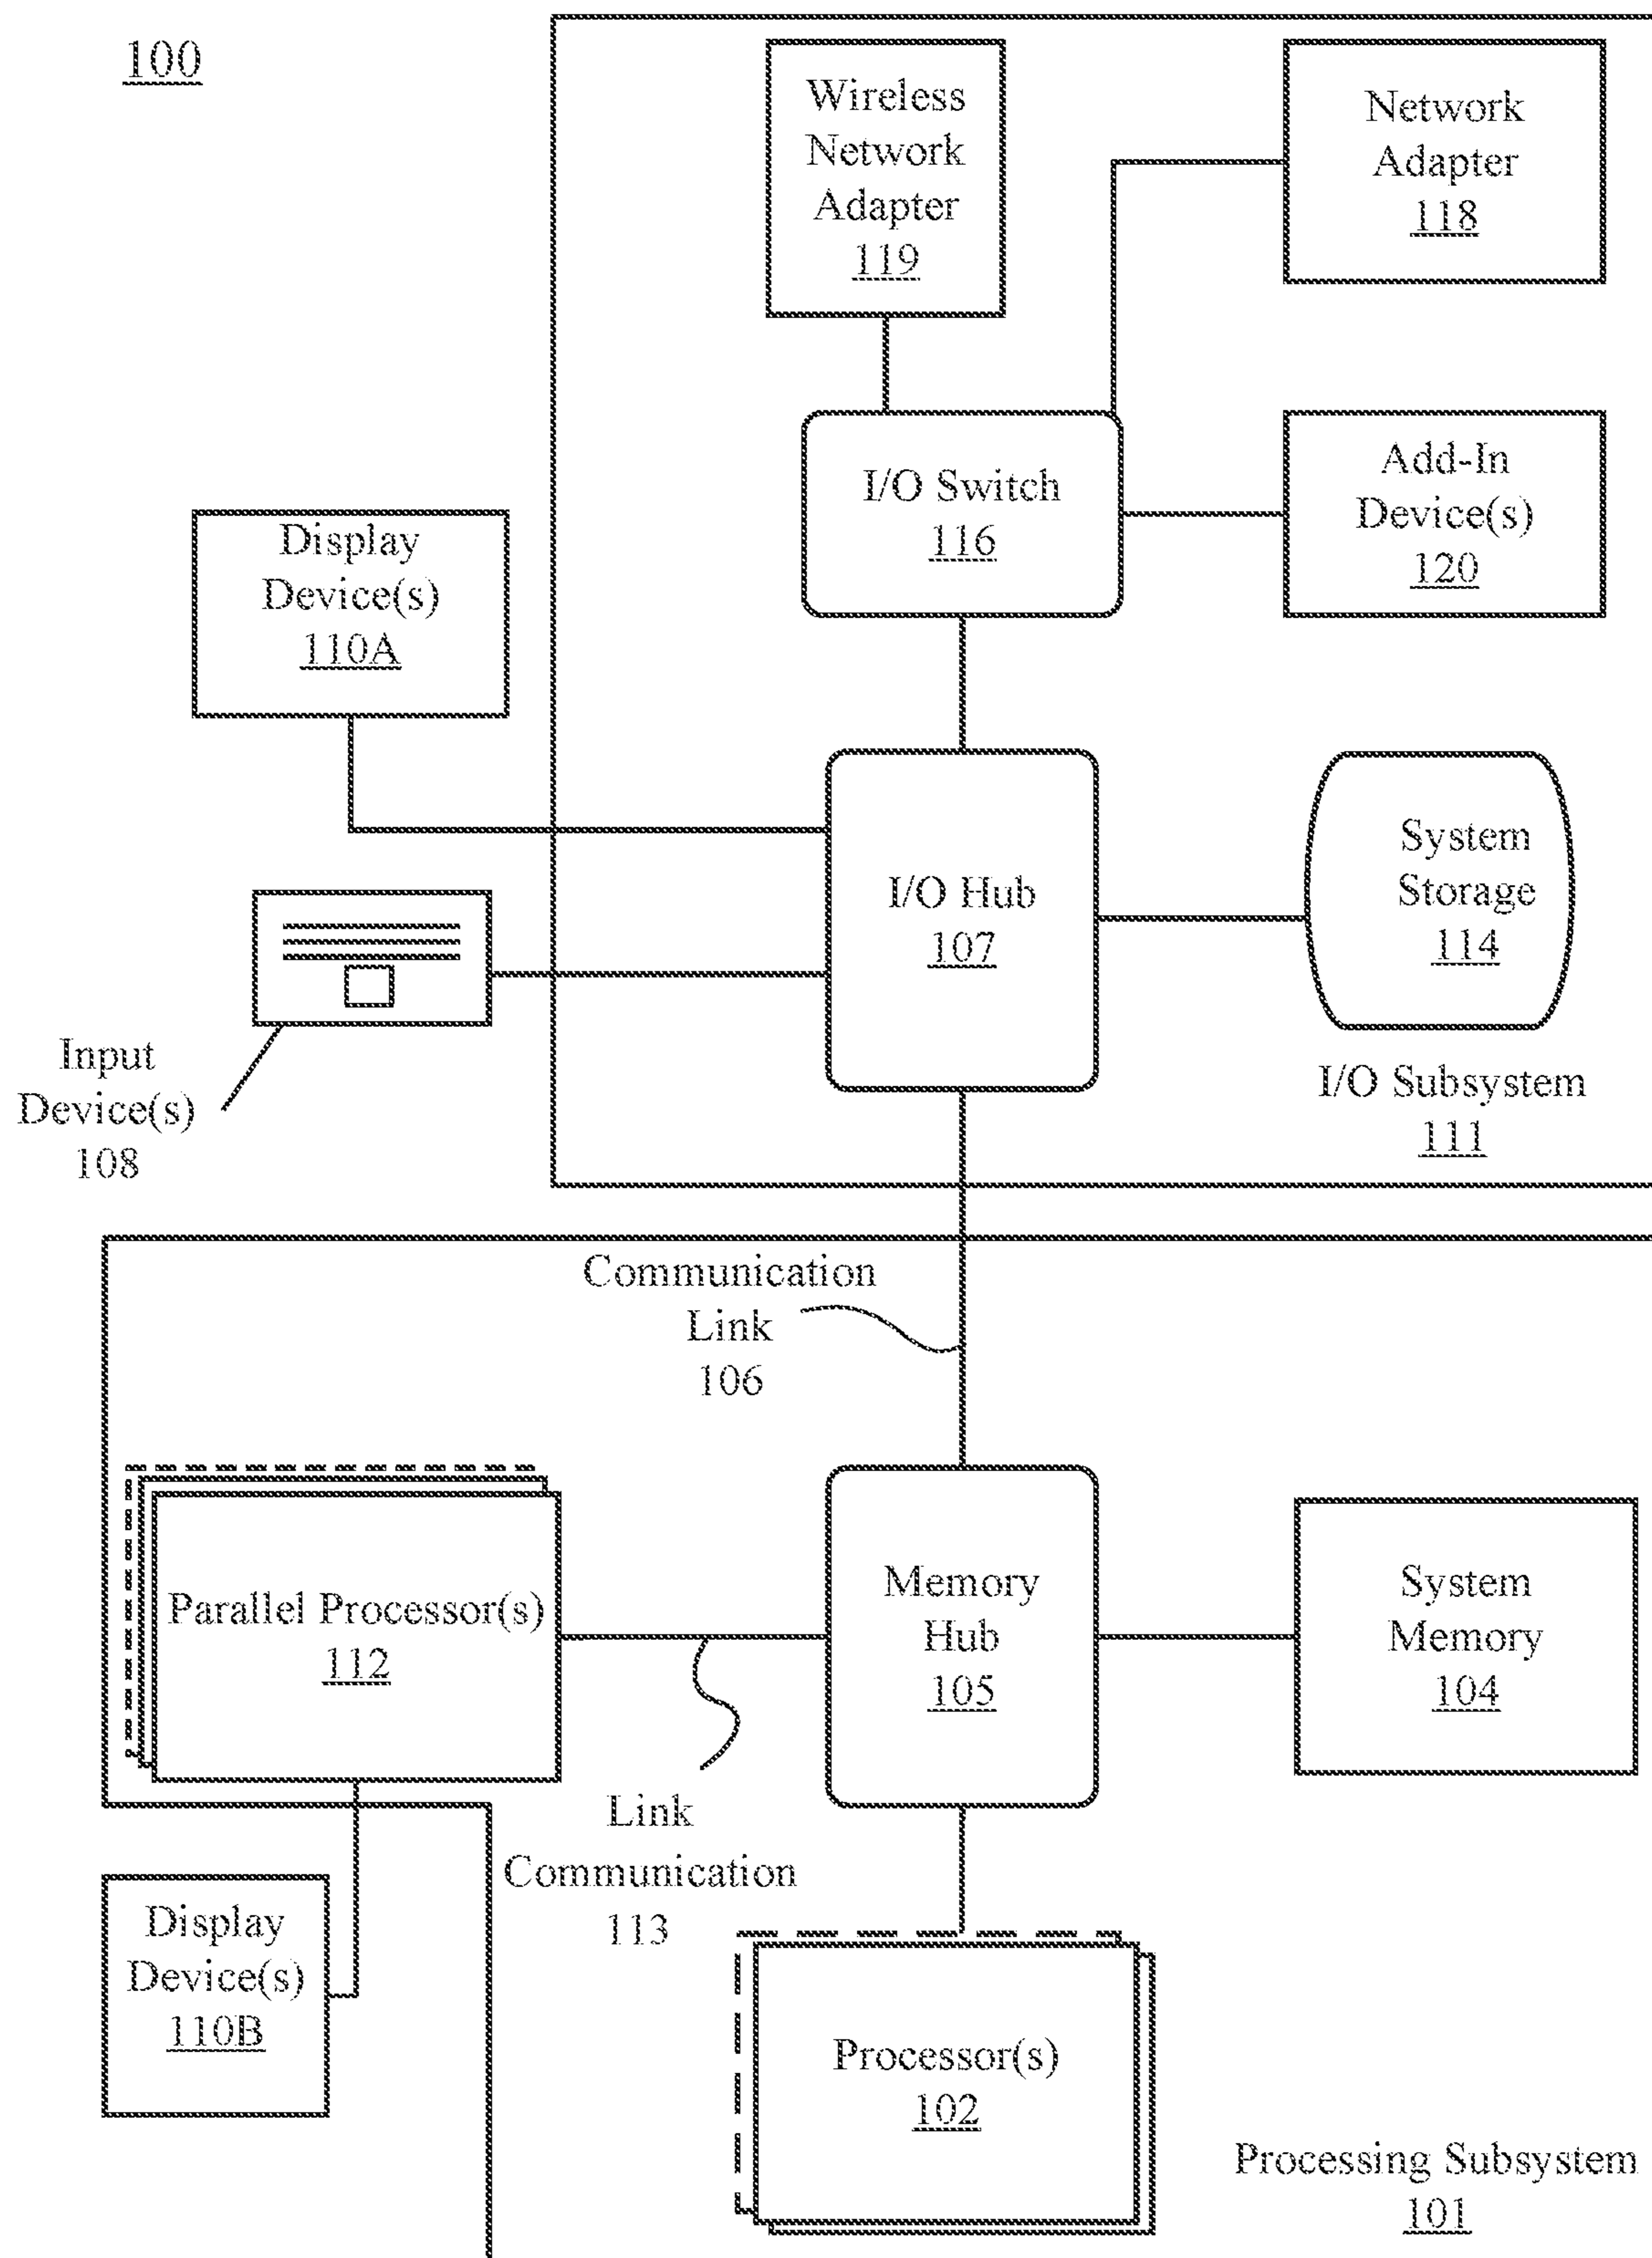 100
Wireless
Network
Adapter
119
Network
Adapter
118
I/O Switch
116
Add-In
Device(s)
120
Display
Device(s)
110A
I/O Hub
107
System
Storage
114
Input
Device(s)
108
I/O Subsystem
111
Communication
Link
106
Parallel Processor(s)
112
Memory
Hub
105
System
Memory
104
Link
Communication
113
Display
Device(s)
110B
Processor(s)
102
Processing Subsystem
101